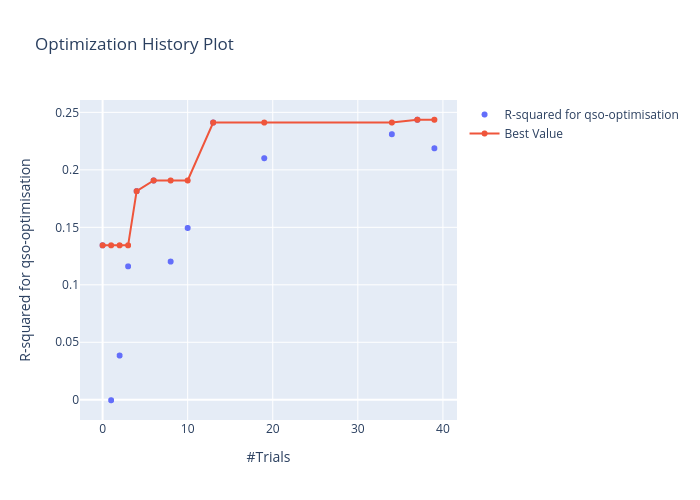 Optimization History Plot
R-squared for qso-optimisation
Best Value
R-squared for qso-optimisation
0.25
0.2
0.15
0.1
0.05
0
0 10 20 30 40
#Trials